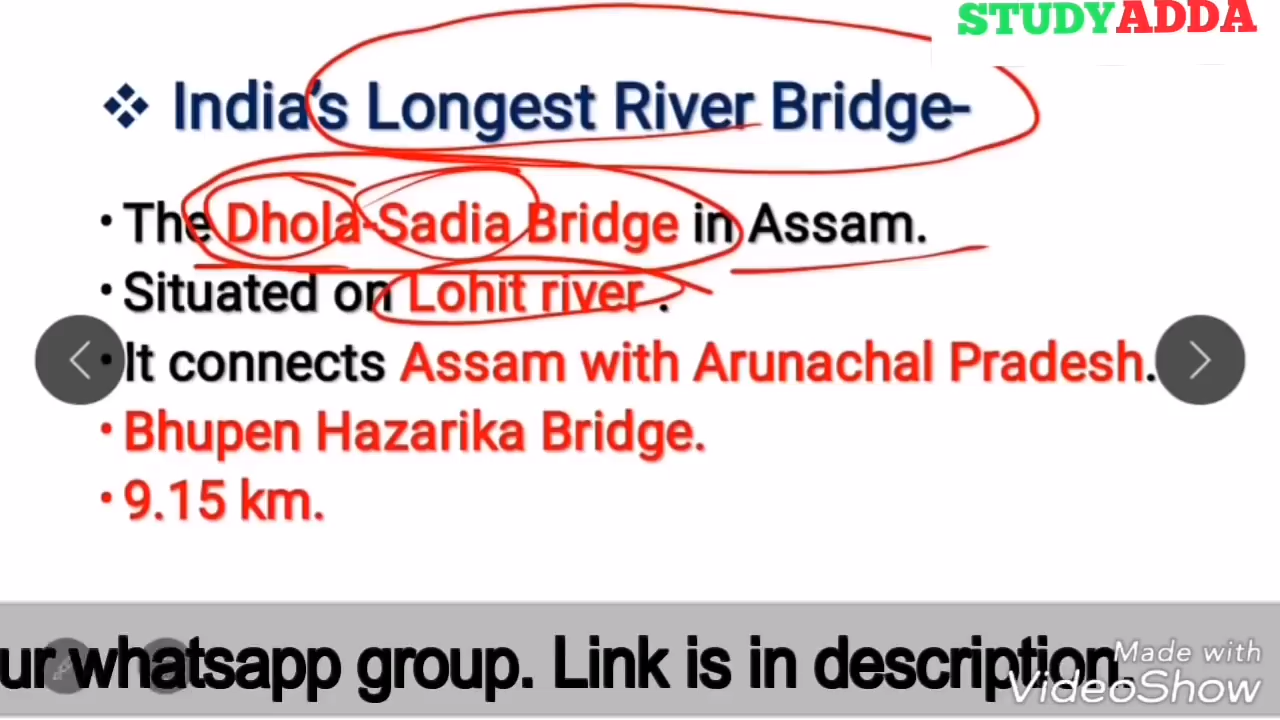 STUDYADDA
❖ India's Longest River Bridge-
• The Dhola-Sadia Bridge in Assam.
• Situated on Lohit river .
• It connects Assam with Arunachal Pradesh.
• Bhupen Hazarika Bridge.
• 9.15 km.
ur whatsapp group. Link is in description.
Made with
VideoShow